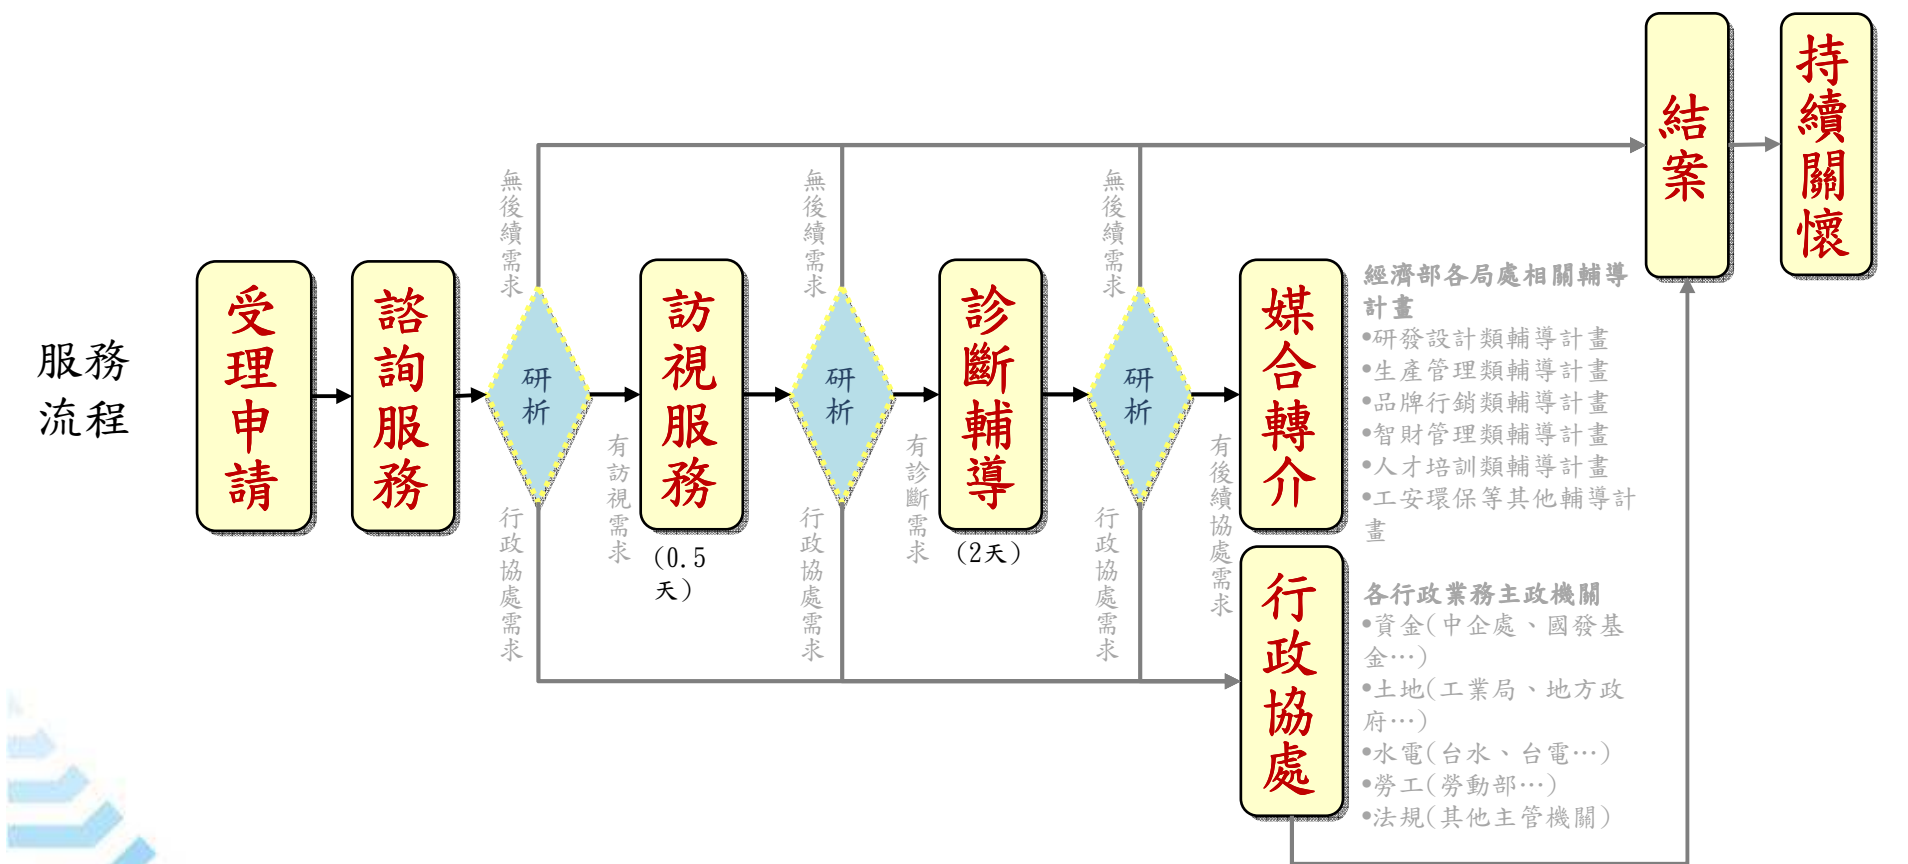 服務
流程
受理申請
諮詢服務
無後續需求
研析
行政協處需求
有訪視需求
訪視服務
(0.5
天)
無後續需求
研析
行政協處需求
有診斷需求
診斷輔導
(2天)
無後續需求
研析
行政協處需求
有後續協處需求
媒合轉介
經濟部各局處相關輔導
計畫
•研發設計類輔導計畫
•生產管理類輔導計畫
•品牌行銷類輔導計畫
•智財管理類輔導計畫
•人才培訓類輔導計畫
•工安環保等其他輔導計
畫
行政協處
各行政業務主政機關
•資金(中企處、國發基
金…)
•土地(工業局、地方政
府…)
•水電(台水、台電…)
•勞工(勞動部…)
•法規(其他主管機關)
結案
持續關懷